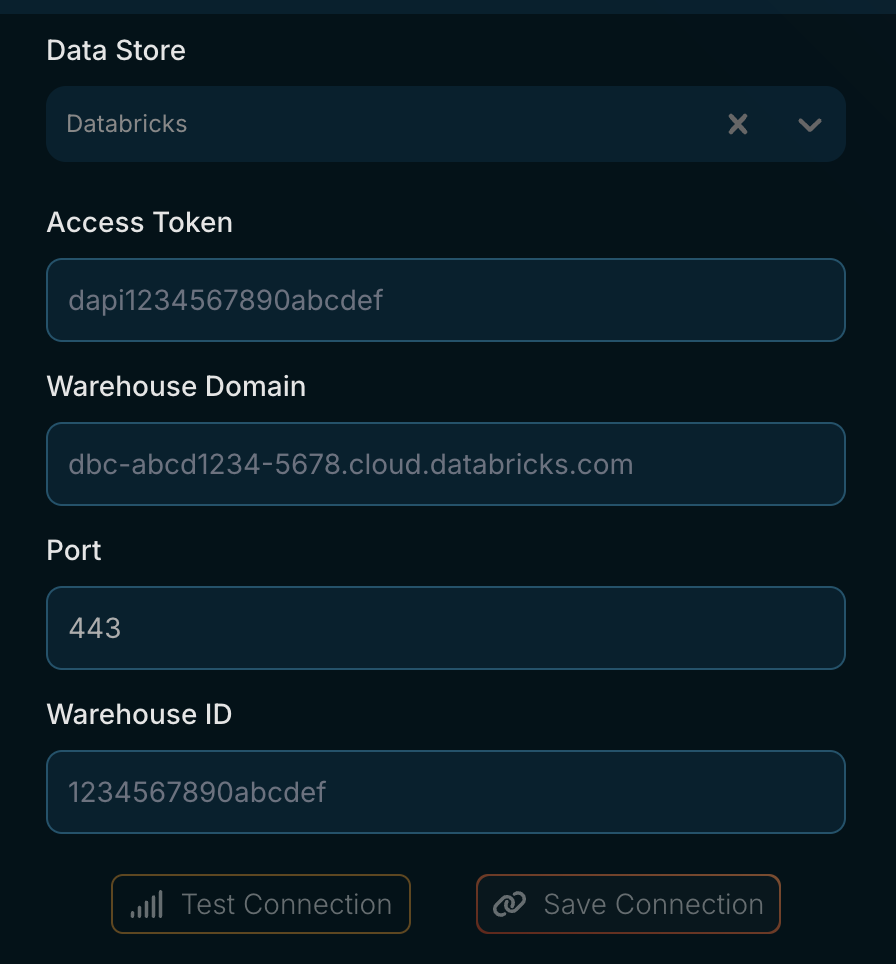 Data Store
Databricks
Access Token
dapi1234567890abcdef
Warehouse Domain
dbc-abcd1234-5678.cloud.databricks.com
Port
443
Warehouse ID
1234567890abcdef
Test Connection Save Connection